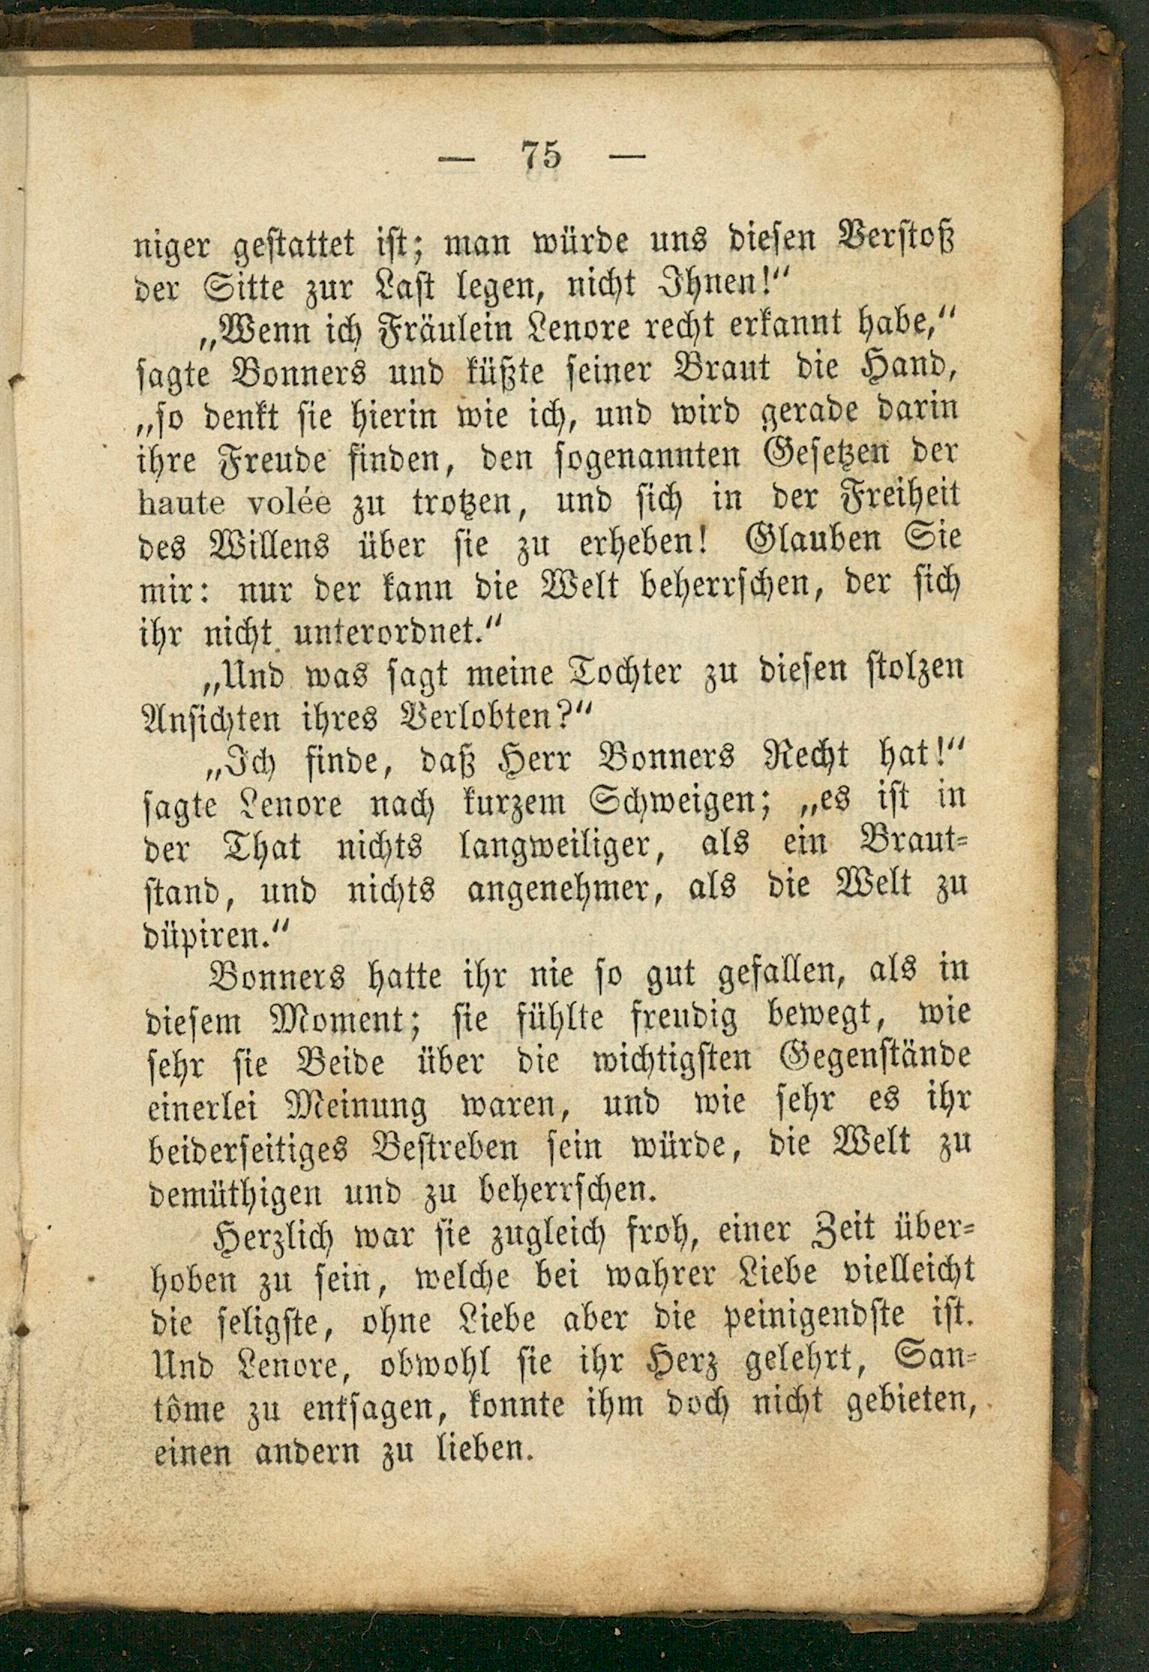 — 75 —
niger gestattet ist; man würde uns diesen Verstoß
der Sitte zur Last legen, nicht Ihnen!“
„Wenn ich Fräulein Lenore recht erkannt habe,“
sagte Bonners und küßte seiner Braut die Hand,
„so denkt sie hierin wie ich, und wird gerade darin
ihre Freude finden, den sogenannten Gesetzen der
haute volée zu trotzen, und sich in der Freiheit
des Willens über sie zu erheben! Glauben Sie
mir: nur der kann die Welt beherrschen, der sich
ihr nicht unterordnet.“
„Und was sagt meine Tochter zu diesen stolzen
Ansichten ihres Verlobten?“
„Ich finde, daß Herr Bonners Recht hat!“
sagte Lenore nach kurzem Schweigen; „es ist in
der That nichts langweiliger, als ein Braut-
stand, und nichts angenehmer, als die Welt zu
düpiren.“
Bonners hatte ihr nie so gut gefallen, als in
diesem Moment; sie fühlte freudig bewegt, wie
sehr sie Beide über die wichtigsten Gegenstände
einerlei Meinung waren, und wie sehr es ihr
beiderseitiges Bestreben sein würde, die Welt zu
demüthigen und zu beherrschen.
Herzlich war sie zugleich froh, einer Zeit über-
hoben zu sein, welche bei wahrer Liebe vielleicht
die seligste, ohne Liebe aber die peinigendste ist.
Und Lenore, obwohl sie ihr Herz gelehrt, San-
tôme zu entsagen, konnte ihm doch nicht gebieten,
einen andern zu lieben.